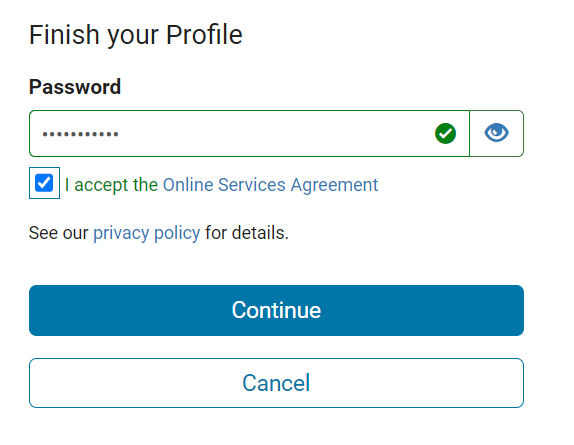 Finish your Profile
Password
•••••••••••
I accept the Online Services Agreement
See our privacy policy for details.
Continue
Cancel